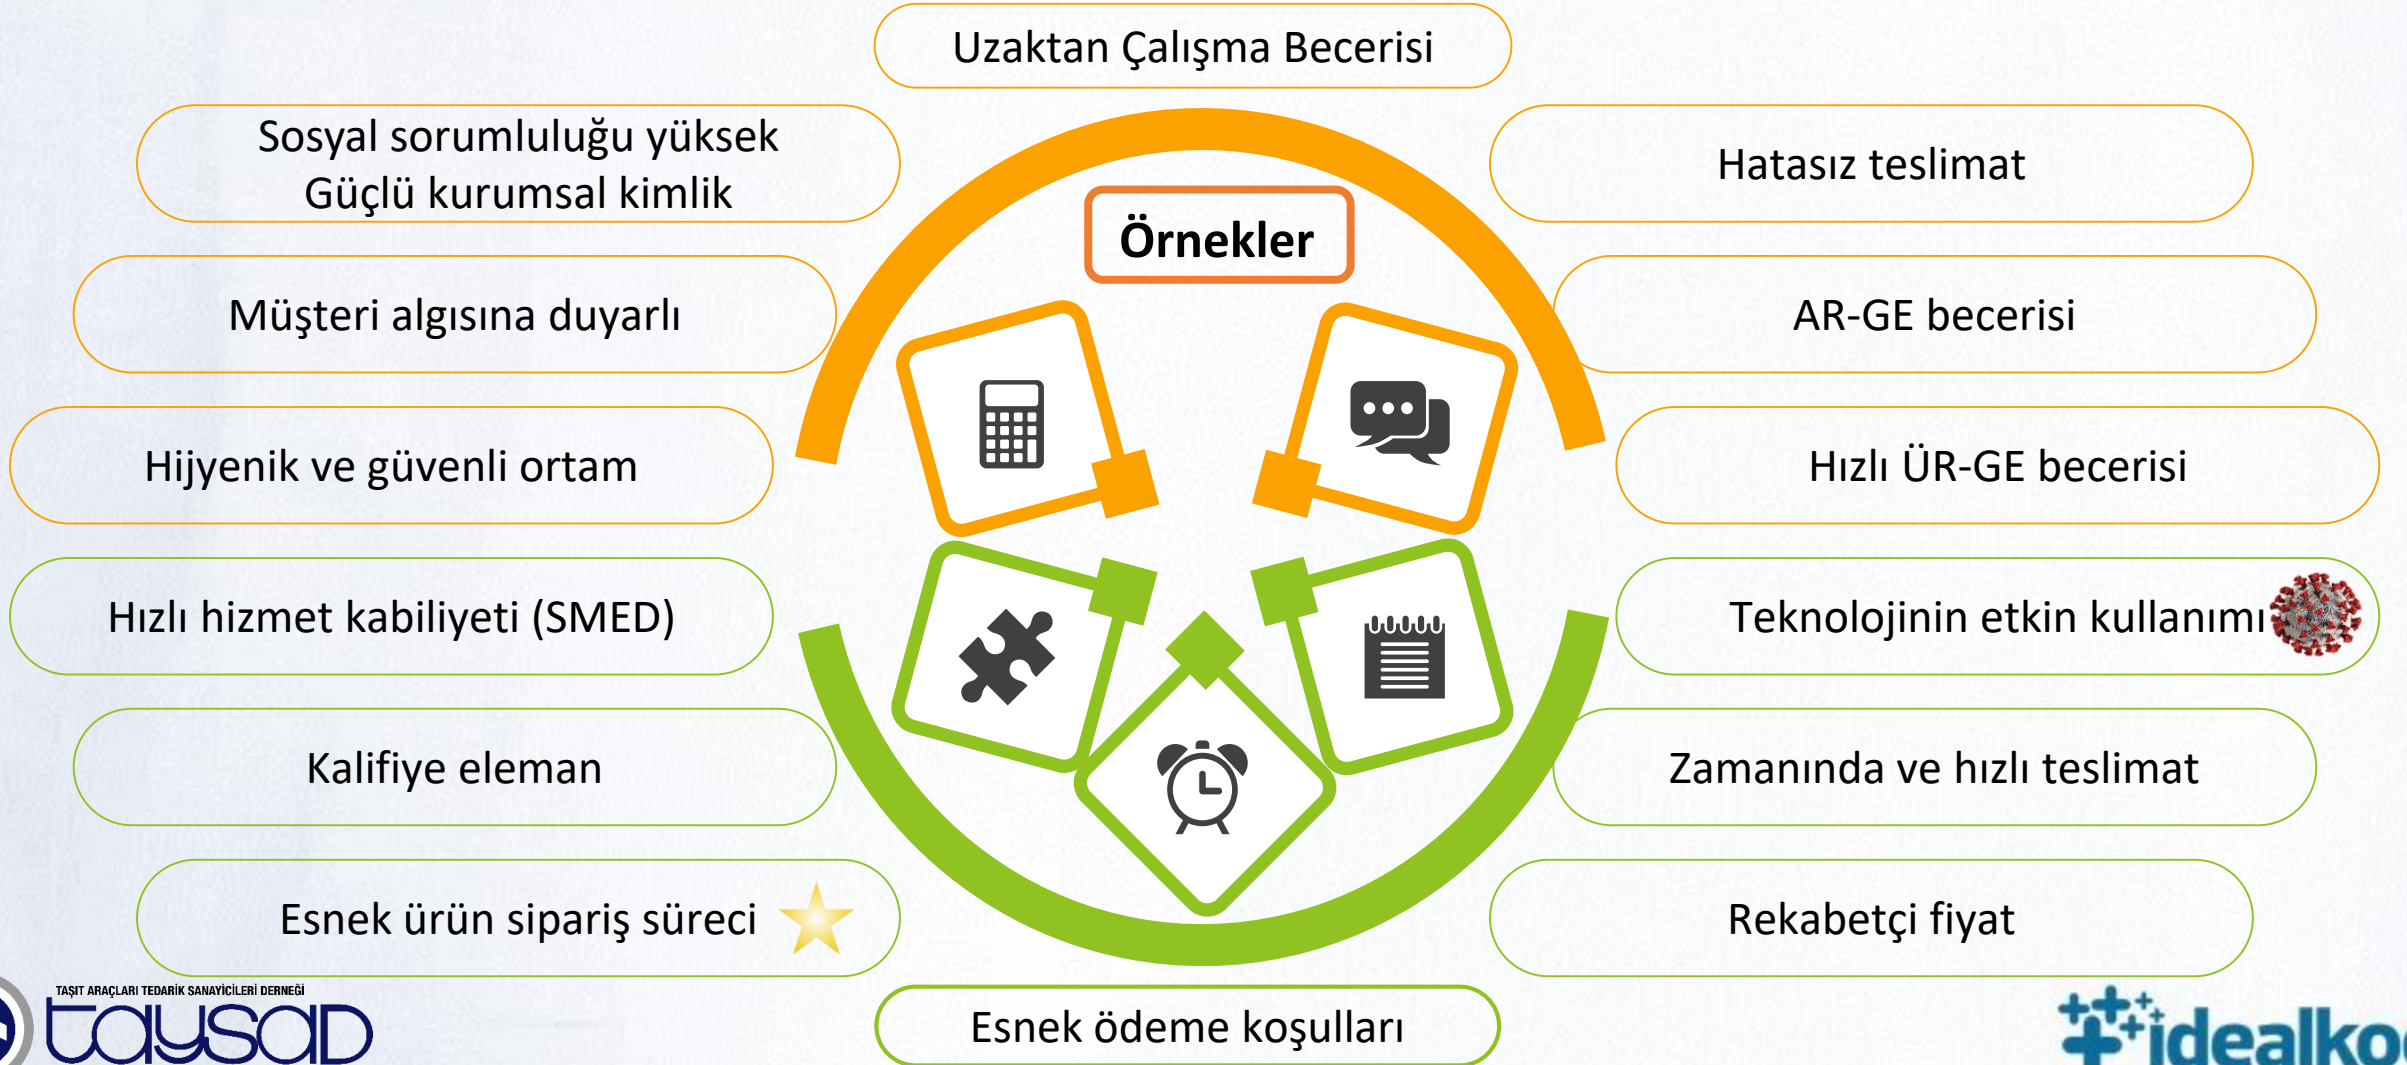 Uzaktan Çalışma Becerisi
Sosyal sorumluluğu yüksek
Güçlü kurumsal kimlik
Hatasız teslimat
Örnekler
Müşteri algısına duyarlı
AR-GE becerisi
Hijyenik ve güvenli ortam
Hızlı ÜR-GE becerisi
Hızlı hizmet kabiliyeti (SMED)
Teknolojinin etkin kullanımı
Kalifiye eleman
Zamanında ve hızlı teslimat
Esnek ürün sipariş süreci
Rekabetçi fiyat
TAŞIT ARAÇLARI TEDARİK SANAYİCİLERİ DERNEĞİ
taysad
Esnek ödeme koşulları